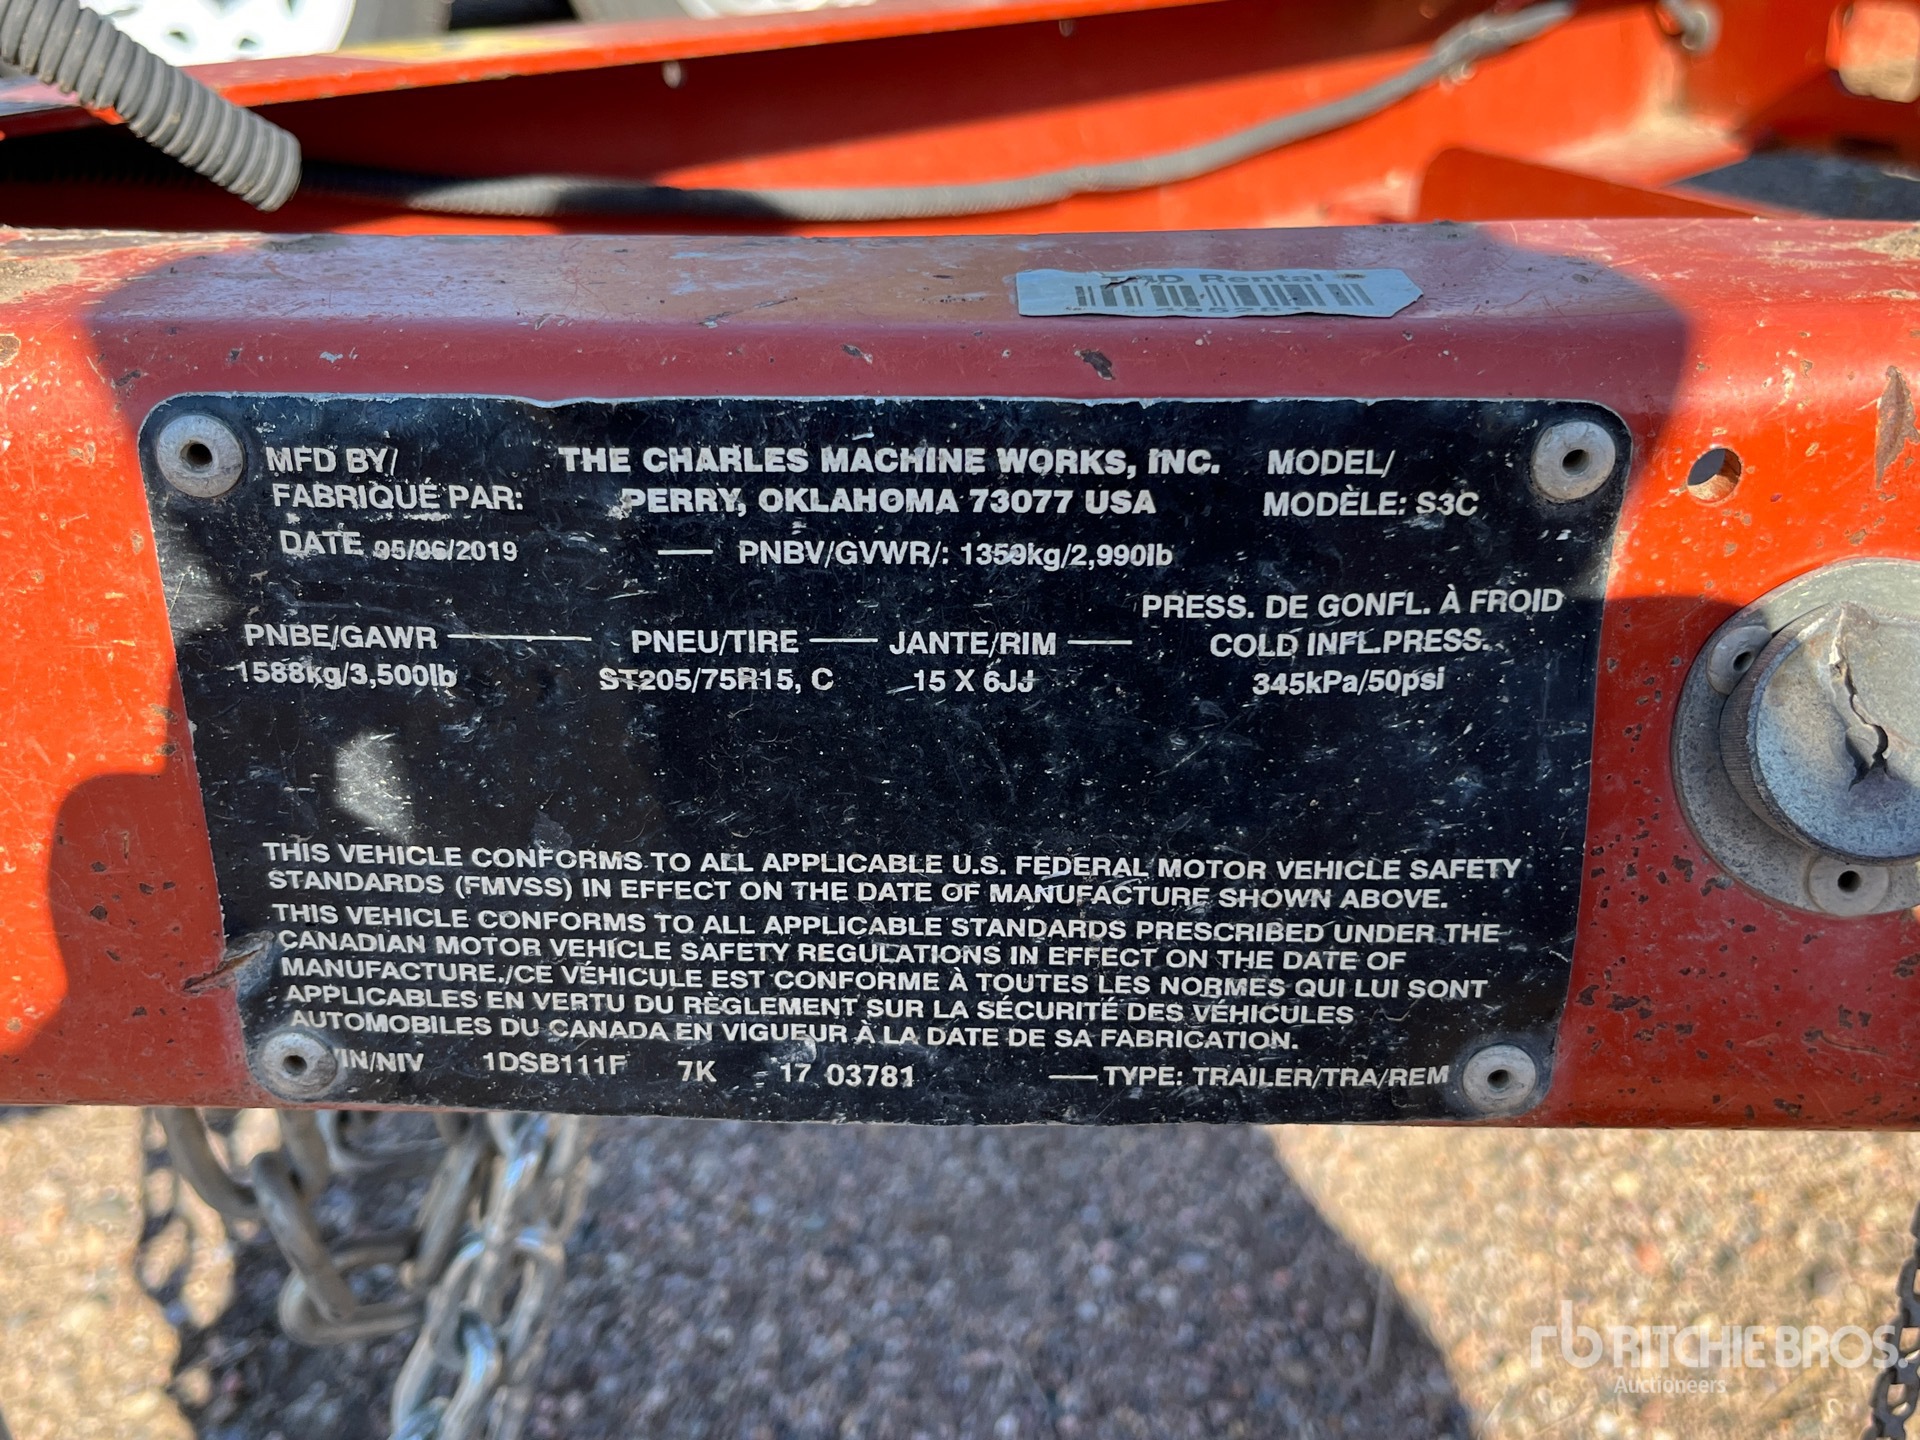 Rental
MFD BY/ THE CHARLES MACHINE WORKS, INC. MODEL/
FABRIQUÉ PAR: PERRY, OKLAHOMA 73077 USA MODÈLE: S3C
DATE 05/06/2019 PNBV/GVWR/: 1359kg/2,990lb
PRESS. DE GONFL. À FROID
PNBE/GAWR PNEU/TIRE JANTE/RIM COLD INFL.PRESS.
1588kg/3,500lb ST205/75R15, C 15 X 6JJ 345kPa/50psi
THIS VEHICLE CONFORMS TO ALL APPLICABLE U.S. FEDERAL MOTOR VEHICLE SAFETY
STANDARDS (FMVSS) IN EFFECT ON THE DATE OF MANUFACTURE SHOWN ABOVE.
THIS VEHICLE CONFORMS TO ALL APPLICABLE STANDARDS PRESCRIBED UNDER THE
CANADIAN MOTOR VEHICLE SAFETY REGULATIONS IN EFFECT ON THE DATE OF
MANUFACTURE./CE VÉHICULE EST CONFORME À TOUTES LES NORMES QUI LUI SONT
APPLICABLES EN VERTU DU RÈGLEMENT SUR LA SÉCURITÉ DES VÉHICULES
AUTOMOBILES DU CANADA EN VIGUEUR À LA DATE DE SA FABRICATION.
VIN/NIV 1DSB111F 7K 17 03781 TYPE: TRAILER/TRA/REM
rb RITCHIE BROS.
Auctioneers